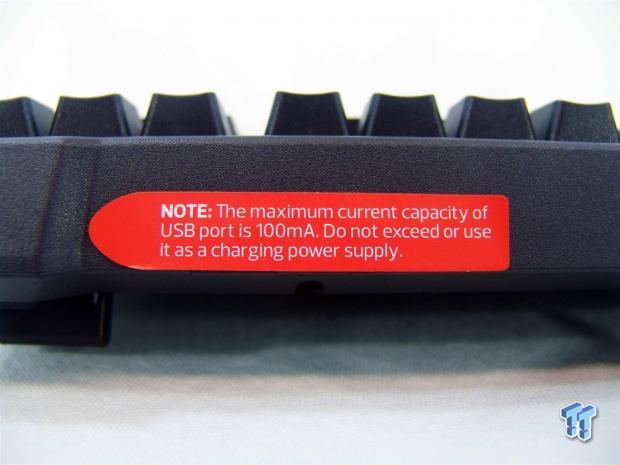 NOTE: The maximum current capacity of
USB port is 100mA. Do not exceed or use
it as a charging power supply.